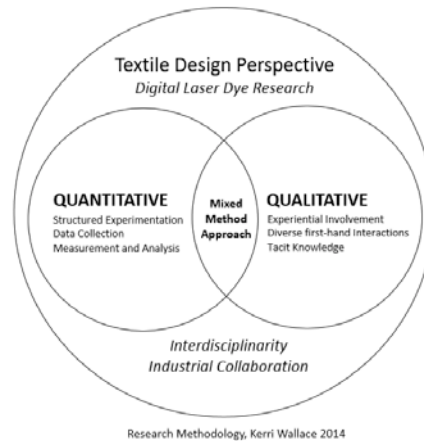 Textile Design Perspective
Digital Laser Dye Research
QUANTITATIVE
Structured Experimentation
Data Collection
Measurement and Analysis
Mixed
Method
Approach
QUALITATIVE
Experiential Involvement
Diverse first-hand Interactions
Tacit Knowledge
Interdisciplinarity
Industrial Collaboration
Research Methodology, Kerri Wallace 2014